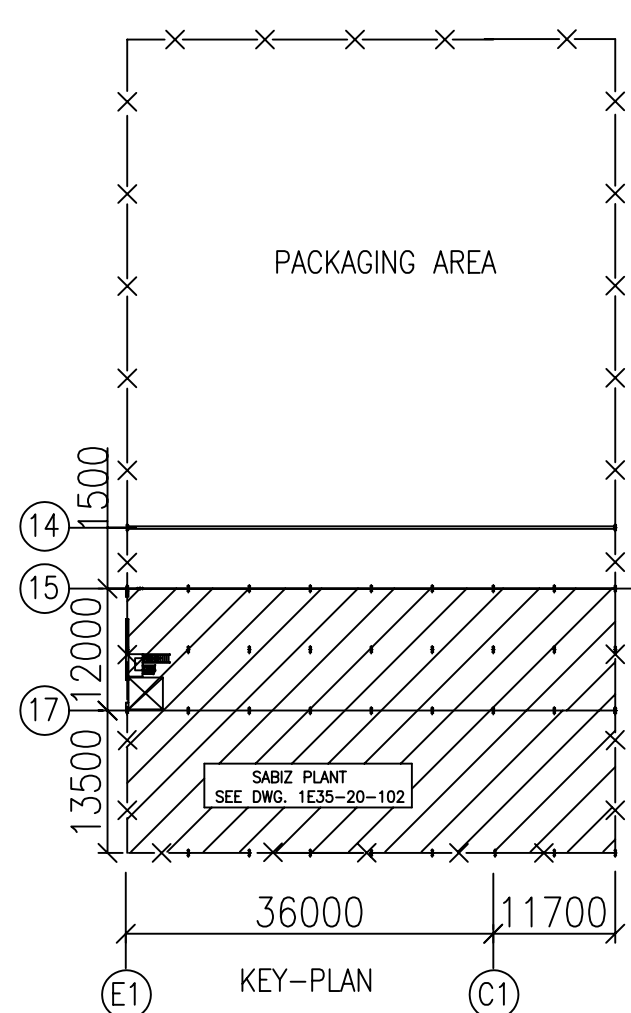 PACKAGING AREA
1500
14
15
12000
17
13500
SABIZ PLANT
SEE DWG. 1E35-20-102
36000
11700
KEY-PLAN
E1
C1